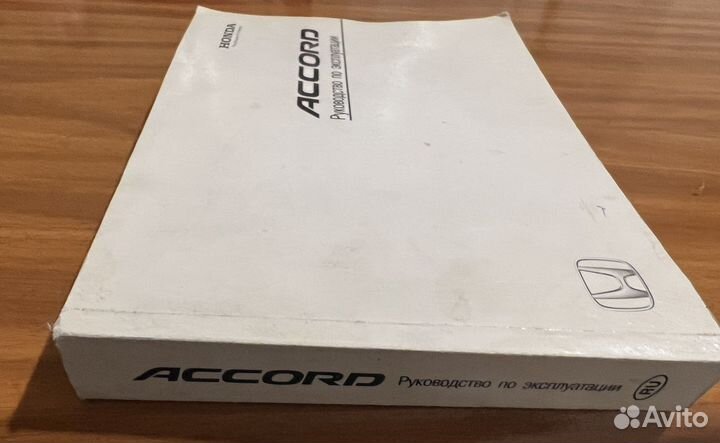 HONDA
ACCORD
Руководство по эксплуатации
ACCORD Руководство по эксплуатации RU
Avito